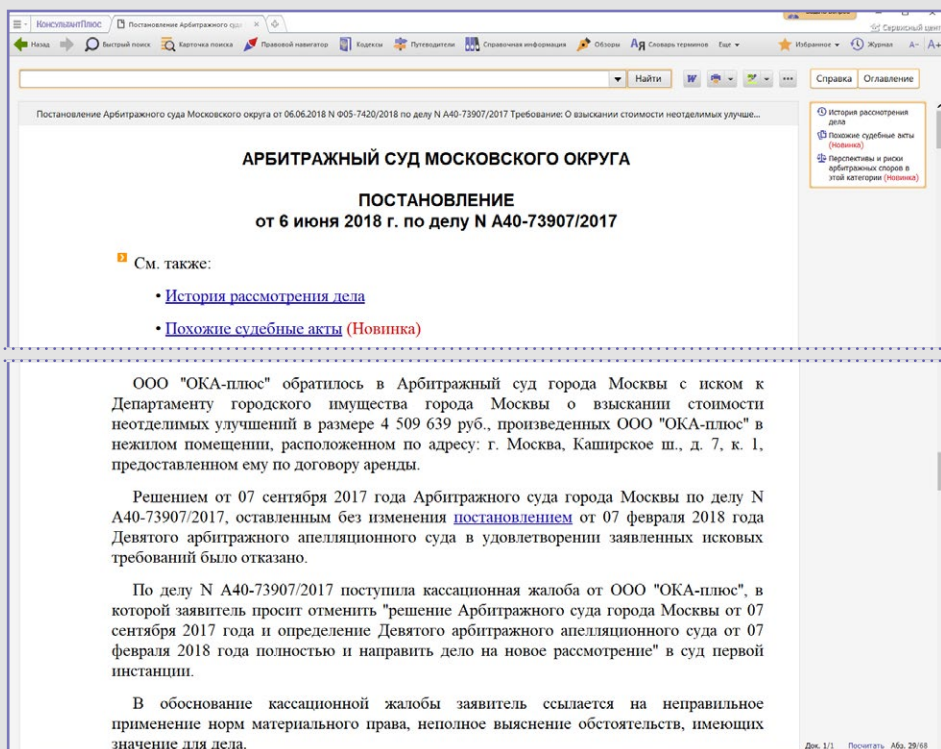 КонсультантПлюс Постановление Арбитражного суд
Назад Быстрый поиск Карточка поиска Правовой навигатор Кодексы Путеводители Справочная информация Обзоры Словарь терминов Еще Избранное Журнал А- А+
Сервисный цент
Найти Справка Оглавление
Постановление Арбитражного суда Московского округа от 06.06.2018 N Ф05-7420/2018 по делу N А40-73907/2017 Требование: О взыскании стоимости неотделимых улучше...
История рассмотрения
дела
Похожие судебные акты
(Новинка)
Перспективы и риски
арбитражных споров в
этой категории (Новинка)
АРБИТРАЖНЫЙ СУД МОСКОВСКОГО ОКРУГА
ПОСТАНОВЛЕНИЕ
от 6 июня 2018 г. по делу N А40-73907/2017
См. также:
• История рассмотрения дела
• Похожие судебные акты (Новинка)
ООО "ОКА-плюс" обратилось в Арбитражный суд города Москвы с иском к
Департаменту городского имущества города Москвы о взыскании стоимости
неотделимых улучшений в размере 4 509 639 руб., произведенных ООО "ОКА-плюс" в
нежилом помещении, расположенном по адресу: г. Москва, Каширское ш., д. 7, к. 1,
предоставленном ему по договору аренды.
Решением от 07 сентября 2017 года Арбитражного суда города Москвы по делу N
А40-73907/2017, оставленным без изменения постановлением от 07 февраля 2018 года
Девятого арбитражного апелляционного суда в удовлетворении заявленных исковых
требований было отказано.
По делу N А40-73907/2017 поступила кассационная жалоба от ООО "ОКА-плюс", в
которой заявитель просит отменить "решение Арбитражного суда города Москвы от 07
сентября 2017 года и определение Девятого арбитражного апелляционного суда от 07
февраля 2018 года полностью и направить дело на новое рассмотрение" в суд первой
инстанции.
В обоснование кассационной жалобы заявитель ссылается на неправильное
применение норм материального права, неполное выяснение обстоятельств, имеющих
значение для дела.
Док. 1/1 Посчитать Абз. 29/68